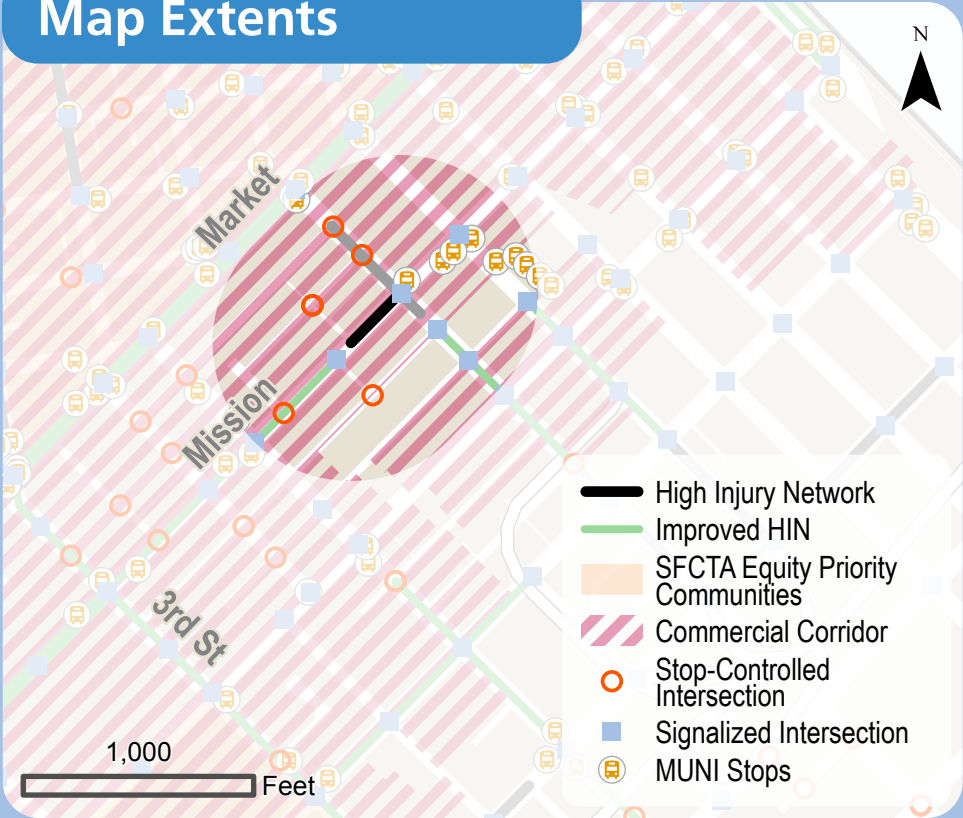 Map Extents
N
Market
Mission
3rd St
High Injury Network
Improved HIN
SFCTA Equity Priority
Communities
Commercial Corridor
Stop-Controlled
Intersection
Signalized Intersection
MUNI Stops
1,000
Feet